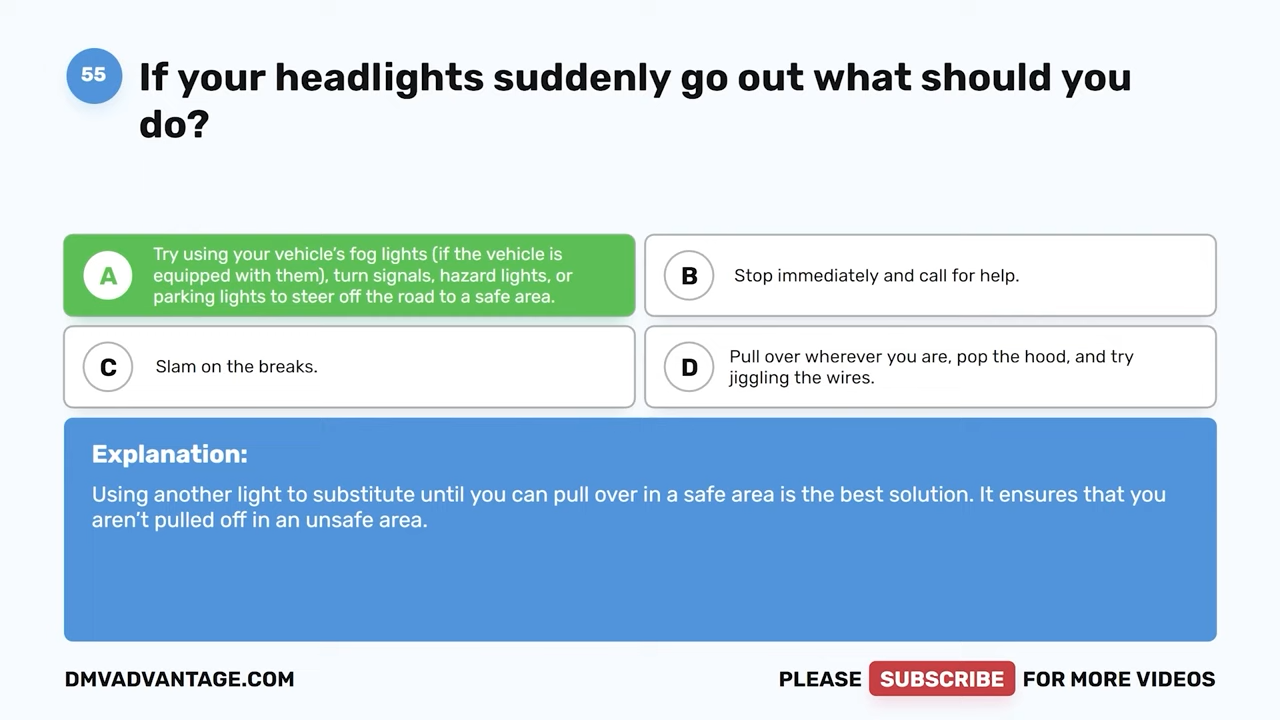 55
If your headlights suddenly go out what should you
do?
A
Try using your vehicle's fog lights (if the vehicle is
equipped with them), turn signals, hazard lights, or
parking lights to steer off the road to a safe area.
B
Stop immediately and call for help.
C
Slam on the breaks.
D
Pull over wherever you are, pop the hood, and try
jiggling the wires.
Explanation:
Using another light to substitute until you can pull over in a safe area is the best solution. It ensures that you
aren't pulled off in an unsafe area.
DMVADVANTAGE.COM
PLEASE SUBSCRIBE FOR MORE VIDEOS